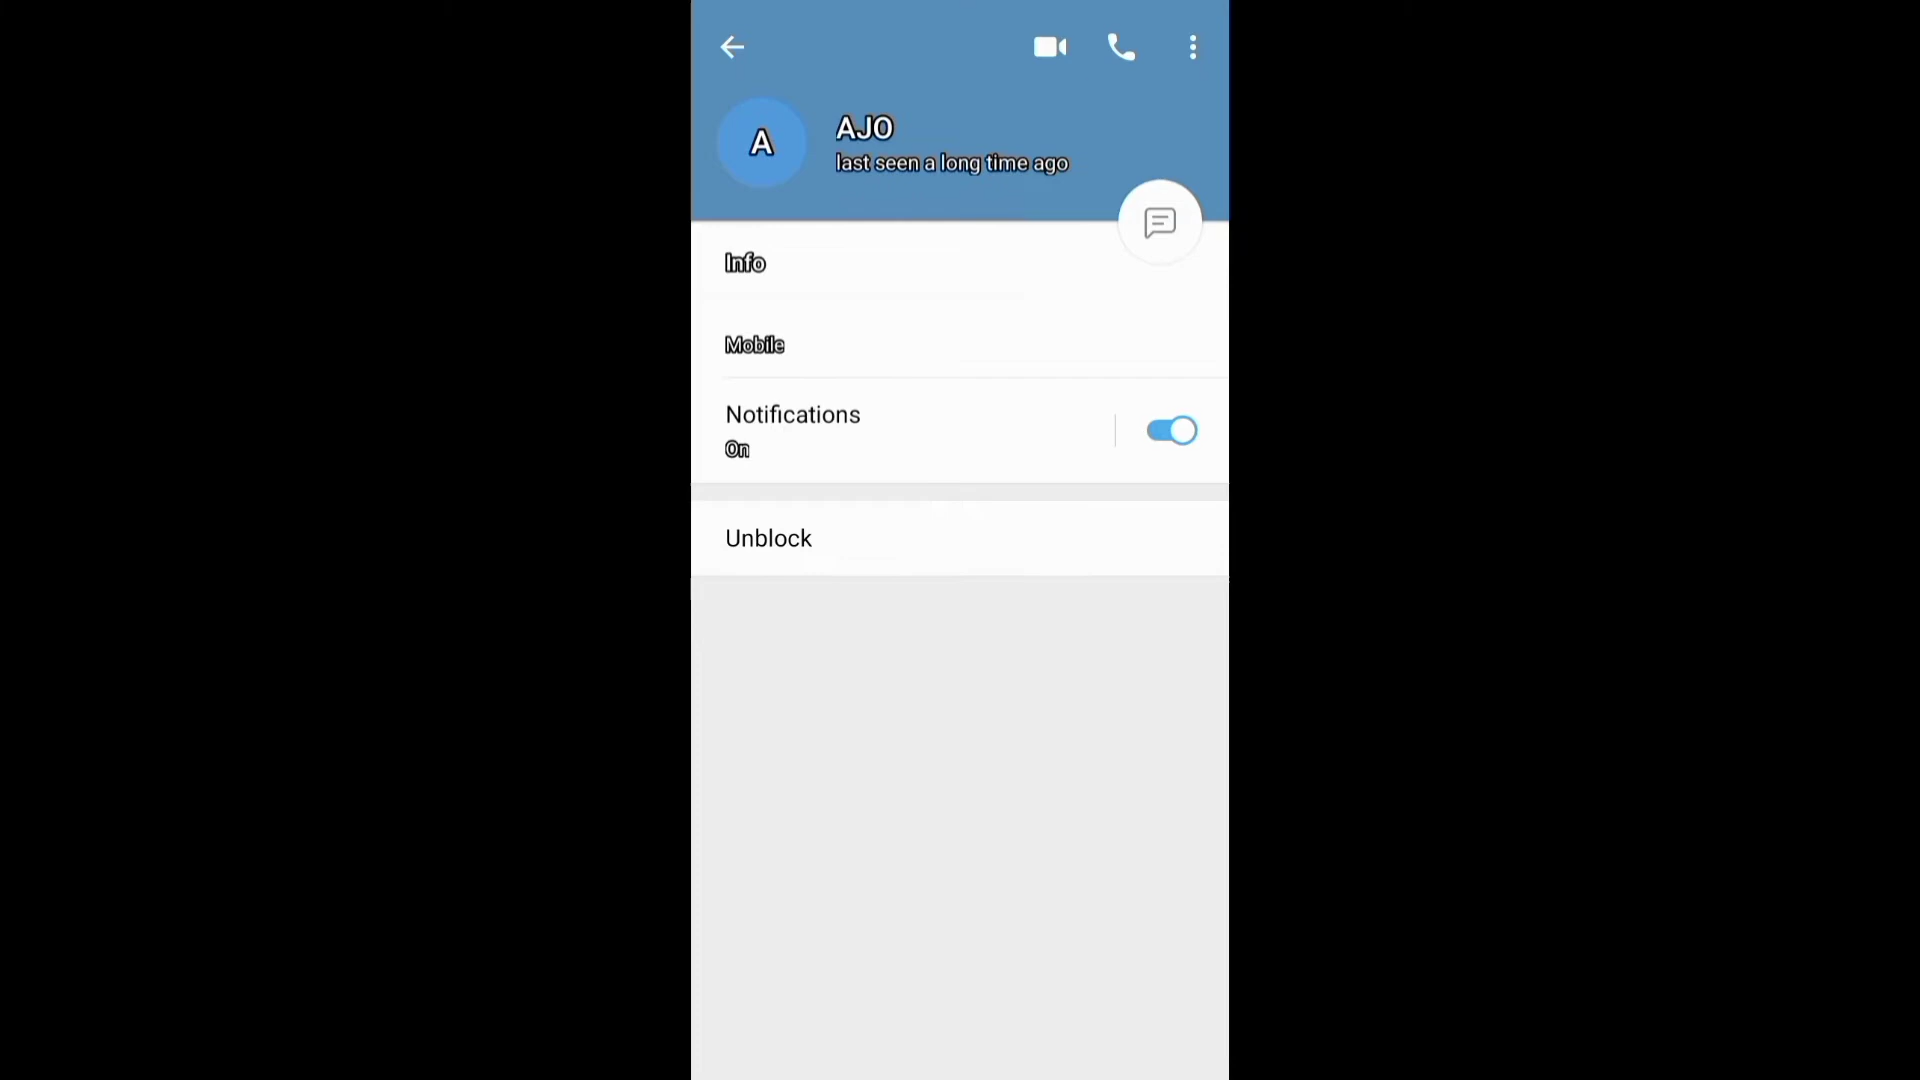 A
AJO
last seen a long time ago
Info
Mobile
Notifications
On
Unblock